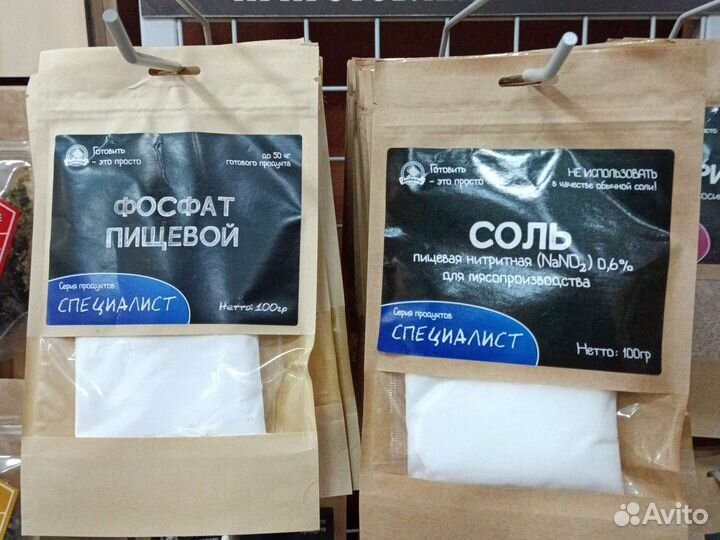 Готовить
- это просто
до 50 кг
готового продукта
ФОСФАТ
ПИЩЕВОЙ
Серия продуктов
СПЕЦИАЛИСТ
Нетто: 100гр
Готовить
- это просто
НЕ ИСПОЛЬЗОВАТЬ
в качестве обычной соли!
СОЛЬ
пищевая нитритная (NaNO₂) 0,6%
для мясопроизводства
Серия продуктов
СПЕЦИАЛИСТ
Нетто: 100гр
Avito